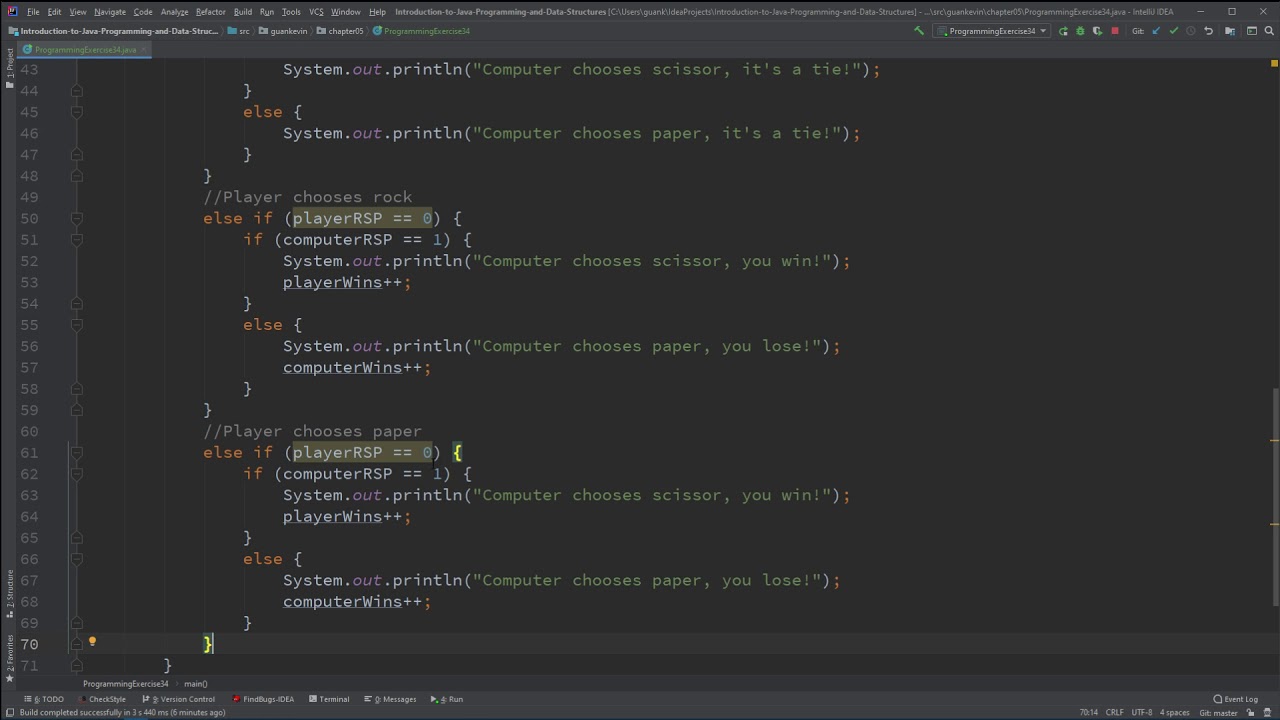 File Edit View Navigate Code Analyze Refactor Build Run Tools VCS Window Help Introduction-to-Java-Programming-and-Data-Structures [C:\Users\guank\IdeaProjects\Introduction-to-Java-Programming-and-Data-Structures] - ...\src\guankevin\chapter05\ProgrammingExercise34.java - IntelliJ IDEA
Introduction-to-Java-Programming-and-Data-Struc... src guankevin chapter05 ProgrammingExercise34 ProgrammingExercise34 Git:
ProgrammingExercise34.java
1: Project
43 System.out.println("Computer chooses scissor, it's a tie!");
44 }
45 else {
46 System.out.println("Computer chooses paper, it's a tie!");
47 }
48 }
49 //Player chooses rock
50 else if (playerRSP == 0) {
51 if (computerRSP == 1) {
52 System.out.println("Computer chooses scissor, you win!");
53 playerWins++;
54 }
55 else {
56 System.out.println("Computer chooses paper, you lose!");
57 computerWins++;
58 }
59 }
60 //Player chooses paper
61 else if (playerRSP == 0) {
62 if (computerRSP == 1) {
63 System.out.println("Computer chooses scissor, you win!");
64 playerWins++;
65 }
66 else {
67 System.out.println("Computer chooses paper, you lose!");
68 computerWins++;
69 }
70 }
71 }
Z: Structure
2: Favorites
ProgrammingExercise34 main()
6: TODO CheckStyle 9: Version Control FindBugs-IDEA Terminal 0: Messages 4: Run Event Log
Build completed successfully in 3 s 440 ms (6 minutes ago) 70:14 CRLF UTF-8 4 spaces Git: master